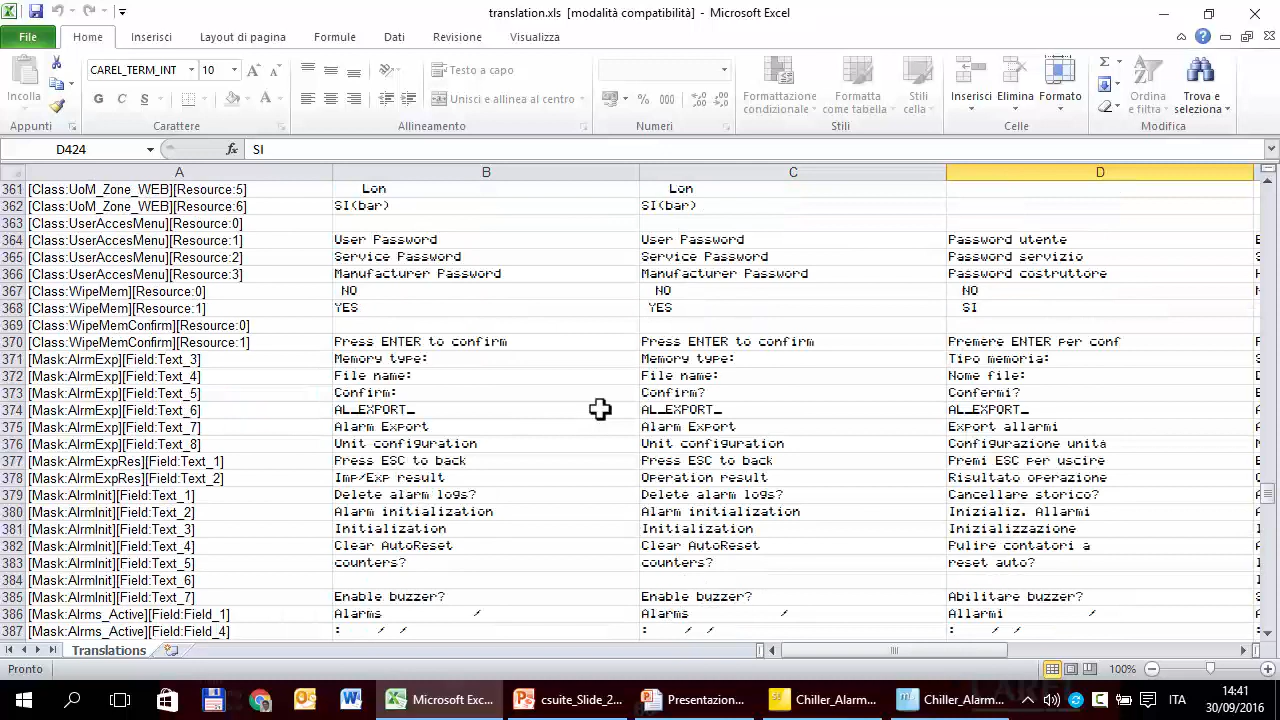 translation.xls [modalità compatibilità] - Microsoft Excel
File Home Inserisci Layout di pagina Formule Dati Revisione Visualizza
Incolla
CAREL_TERM_INT 10
G C S
Testo a capo
Unisci e allinea al centro
% 000
Formattazione condizionale
Formatta come tabella
Stili cella
Inserisci Elimina Formato
Ordina e filtra
Trova e seleziona
Appunti Carattere Allineamento Numeri Stili Celle Modifica
D424 fx SI
A B C D
361 [Class:UoM_Zone_WEB][Resource:5] Lon Lon
362 [Class:UoM_Zone_WEB][Resource:6] SI(bar) SI(bar)
363 [Class:UserAccesMenu][Resource:0]
364 [Class:UserAccesMenu][Resource:1] User Password User Password Password utente
365 [Class:UserAccesMenu][Resource:2] Service Password Service Password Password servizio
366 [Class:UserAccesMenu][Resource:3] Manufacturer Password Manufacturer Password Password costruttore
367 [Class:WipeMem][Resource:0] NO NO NO
368 [Class:WipeMem][Resource:1] YES YES SI
369 [Class:WipeMemConfirm][Resource:0]
370 [Class:WipeMemConfirm][Resource:1] Press ENTER to confirm Press ENTER to confirm Premere ENTER per conf
371 [Mask:AlrmExp][Field:Text_3] Memory type: Memory type: Tipo memoria:
372 [Mask:AlrmExp][Field:Text_4] File name: File name: Nome file:
373 [Mask:AlrmExp][Field:Text_5] Confirm: Confirm? Confermi?
374 [Mask:AlrmExp][Field:Text_6] AL_EXPORT_ AL_EXPORT_ AL_EXPORT_
375 [Mask:AlrmExp][Field:Text_7] Alarm Export Alarm Export Export allarmi
376 [Mask:AlrmExp][Field:Text_8] Unit configuration Unit configuration Configurazione unità
377 [Mask:AlrmExpRes][Field:Text_1] Press ESC to back Press ESC to back Premi ESC per uscire
378 [Mask:AlrmExpRes][Field:Text_2] Imp/Exp result Operation result Risultato operazione
379 [Mask:AlrmInit][Field:Text_1] Delete alarm logs? Delete alarm logs? Cancellare storico?
380 [Mask:AlrmInit][Field:Text_2] Alarm initialization Alarm initialization Inizializ. Allarmi
381 [Mask:AlrmInit][Field:Text_3] Initialization Initialization Inizializzazione
382 [Mask:AlrmInit][Field:Text_4] Clear AutoReset Clear AutoReset Pulire contatori a
383 [Mask:AlrmInit][Field:Text_5] counters? counters? reset auto?
384 [Mask:AlrmInit][Field:Text_6]
385 [Mask:AlrmInit][Field:Text_7] Enable buzzer? Enable buzzer? Abilitare buzzer?
386 [Mask:Alrms_Active][Field:Field_1] Alarms / Alarms / Allarmi /
387 [Mask:Alrms_Active][Field:Field_4] : / / : / / : / /
Translations
Pronto 100%
Microsoft Exc... csuite_Slide_2... Presentazion... Chiller_Alarm... Chiller_Alarm... ITA 14:41
30/09/2016